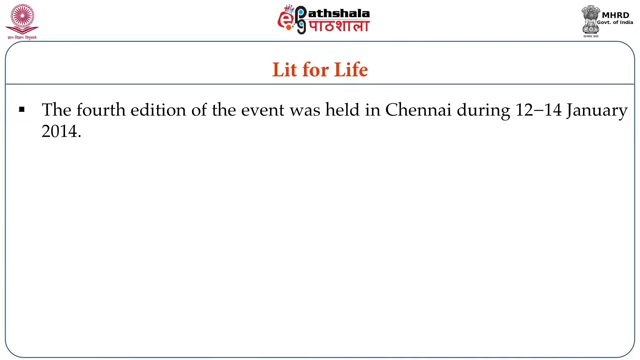 Pathshala
पाठशाला
MHRD
Govt. of India
Lit for Life
▪ The fourth edition of the event was held in Chennai during 12–14 January
2014.